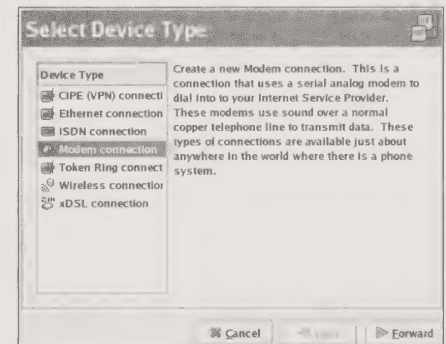 Select Device Type
Device Type
CIPE (VPN) connecti
Ethernet connection
ISDN connection
Modem connection
Token Ring connect
Wireless connection
xDSL connection
Create a new Modem connection. This is a
connection that uses a serial analog modem to
dial into to your Internet Service Provider.
These modems use sound over a normal
copper telephone line to transmit data. These
types of connections are available just about
anywhere in the world where there is a phone
system.
Cancel
Forward